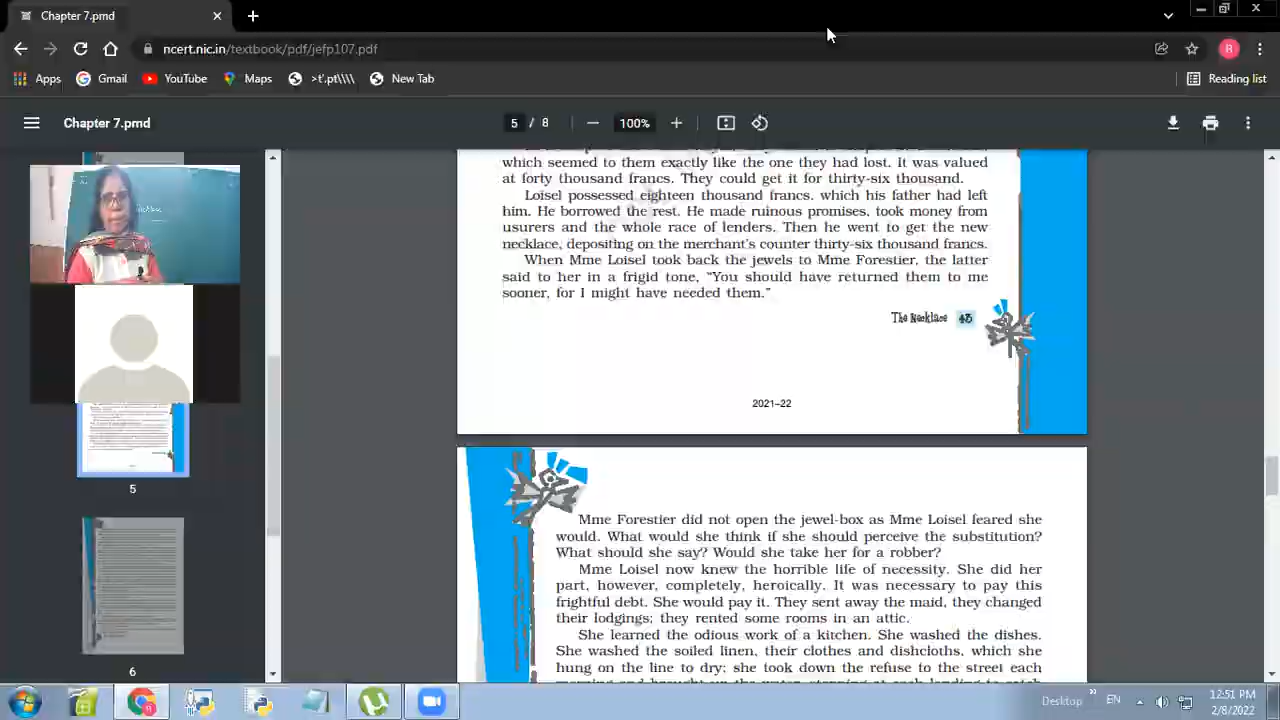 Chapter 7.pmd
ncert.nic.in/textbook/pdf/jefp107.pdf
Apps Gmail YouTube Maps >'t'.pt\\\\ New Tab Reading list
Chapter 7.pmd 5 / 8 100%
which seemed to them exactly like the one they had lost. It was valued
at forty thousand francs. They could get it for thirty-six thousand.
Loisel possessed eighteen thousand francs, which his father had left
him. He borrowed the rest. He made ruinous promises, took money from
usurers and the whole race of lenders. Then he went to get the new
necklace, depositing on the merchant's counter thirty-six thousand francs.
When Mme Loisel took back the jewels to Mme Forestier, the latter
said to her in a frigid tone, "You should have returned them to me
sooner, for I might have needed them."
The Necklace 43
2021–22
Mme Forestier did not open the jewel-box as Mme Loisel feared she
would. What would she think if she should perceive the substitution?
What should she say? Would she take her for a robber?
Mme Loisel now knew the horrible life of necessity. She did her
part, however, completely, heroically. It was necessary to pay this
frightful debt. She would pay it. They sent away the maid, they changed
their lodgings; they rented some rooms in an attic.
She learned the odious work of a kitchen. She washed the dishes.
She washed the soiled linen, their clothes and dishcloths, which she
hung on the line to dry; she took down the refuse to the street each
5
6
Desktop EN 12:51 PM
2/8/2022